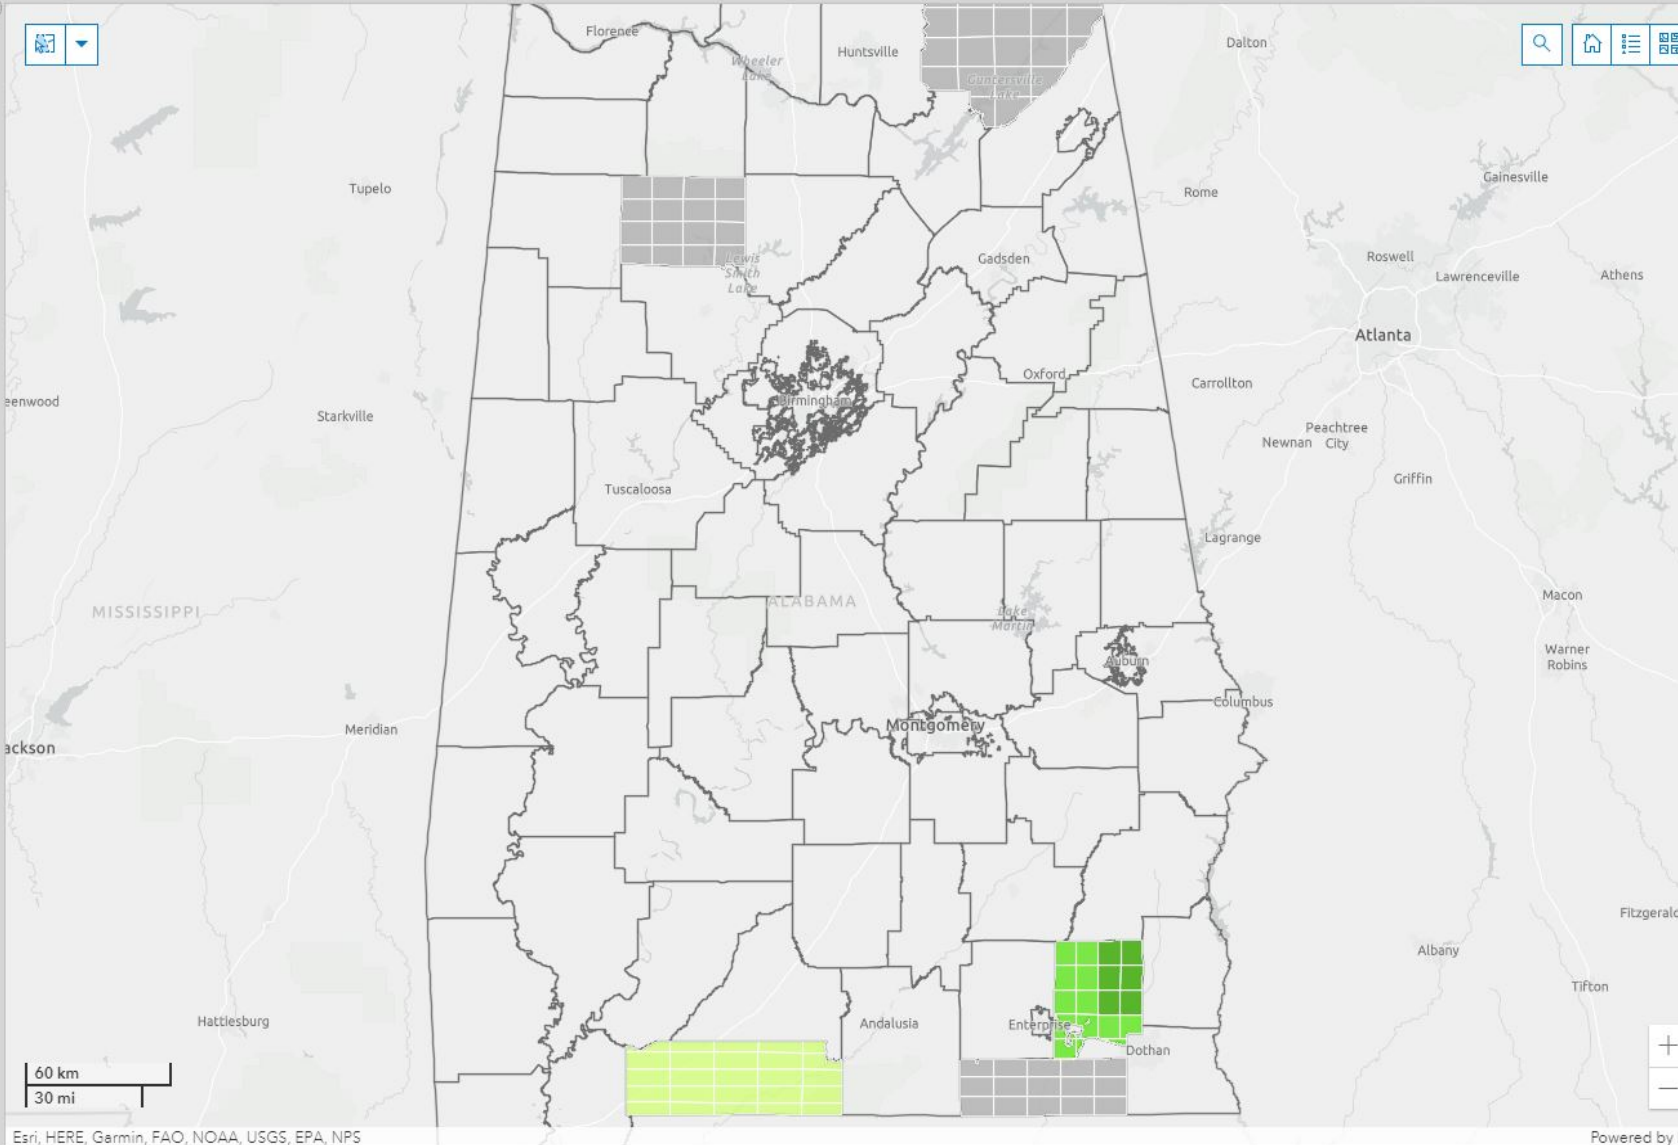 Florence
Huntsville
Dalton
Wheeler
Lake
Guntersville
Lake
Tupelo
Rome
Gainesville
Lewis
Smith
Lake
Gadsden
Roswell
Lawrenceville
Athens
Atlanta
Oxford
Carrollton
eenwood
Starkville
Birmingham
Peachtree
City
Newnan
Tuscaloosa
Griffin
Lagrange
MISSISSIPPI
ALABAMA
Lake
Martin
Macon
Warner
Robins
Auburn
Columbus
Meridian
Montgomery
ackson
Fitzgerald
Albany
Tifton
Hattiesburg
Andalusia
Enterprise
Dothan
60 km
30 mi
Esri, HERE, Garmin, FAO, NOAA, USGS, EPA, NPS
Powered by